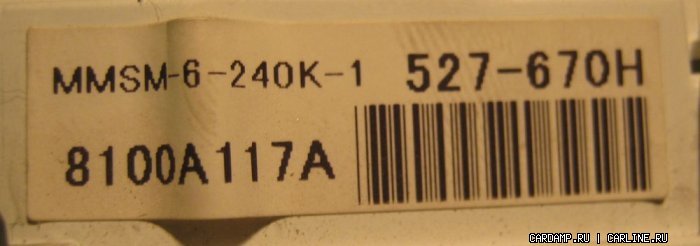 MMSM-6-240K-1 527-670H
8100A117A
CARDAMP.RU | CARLINE.RU